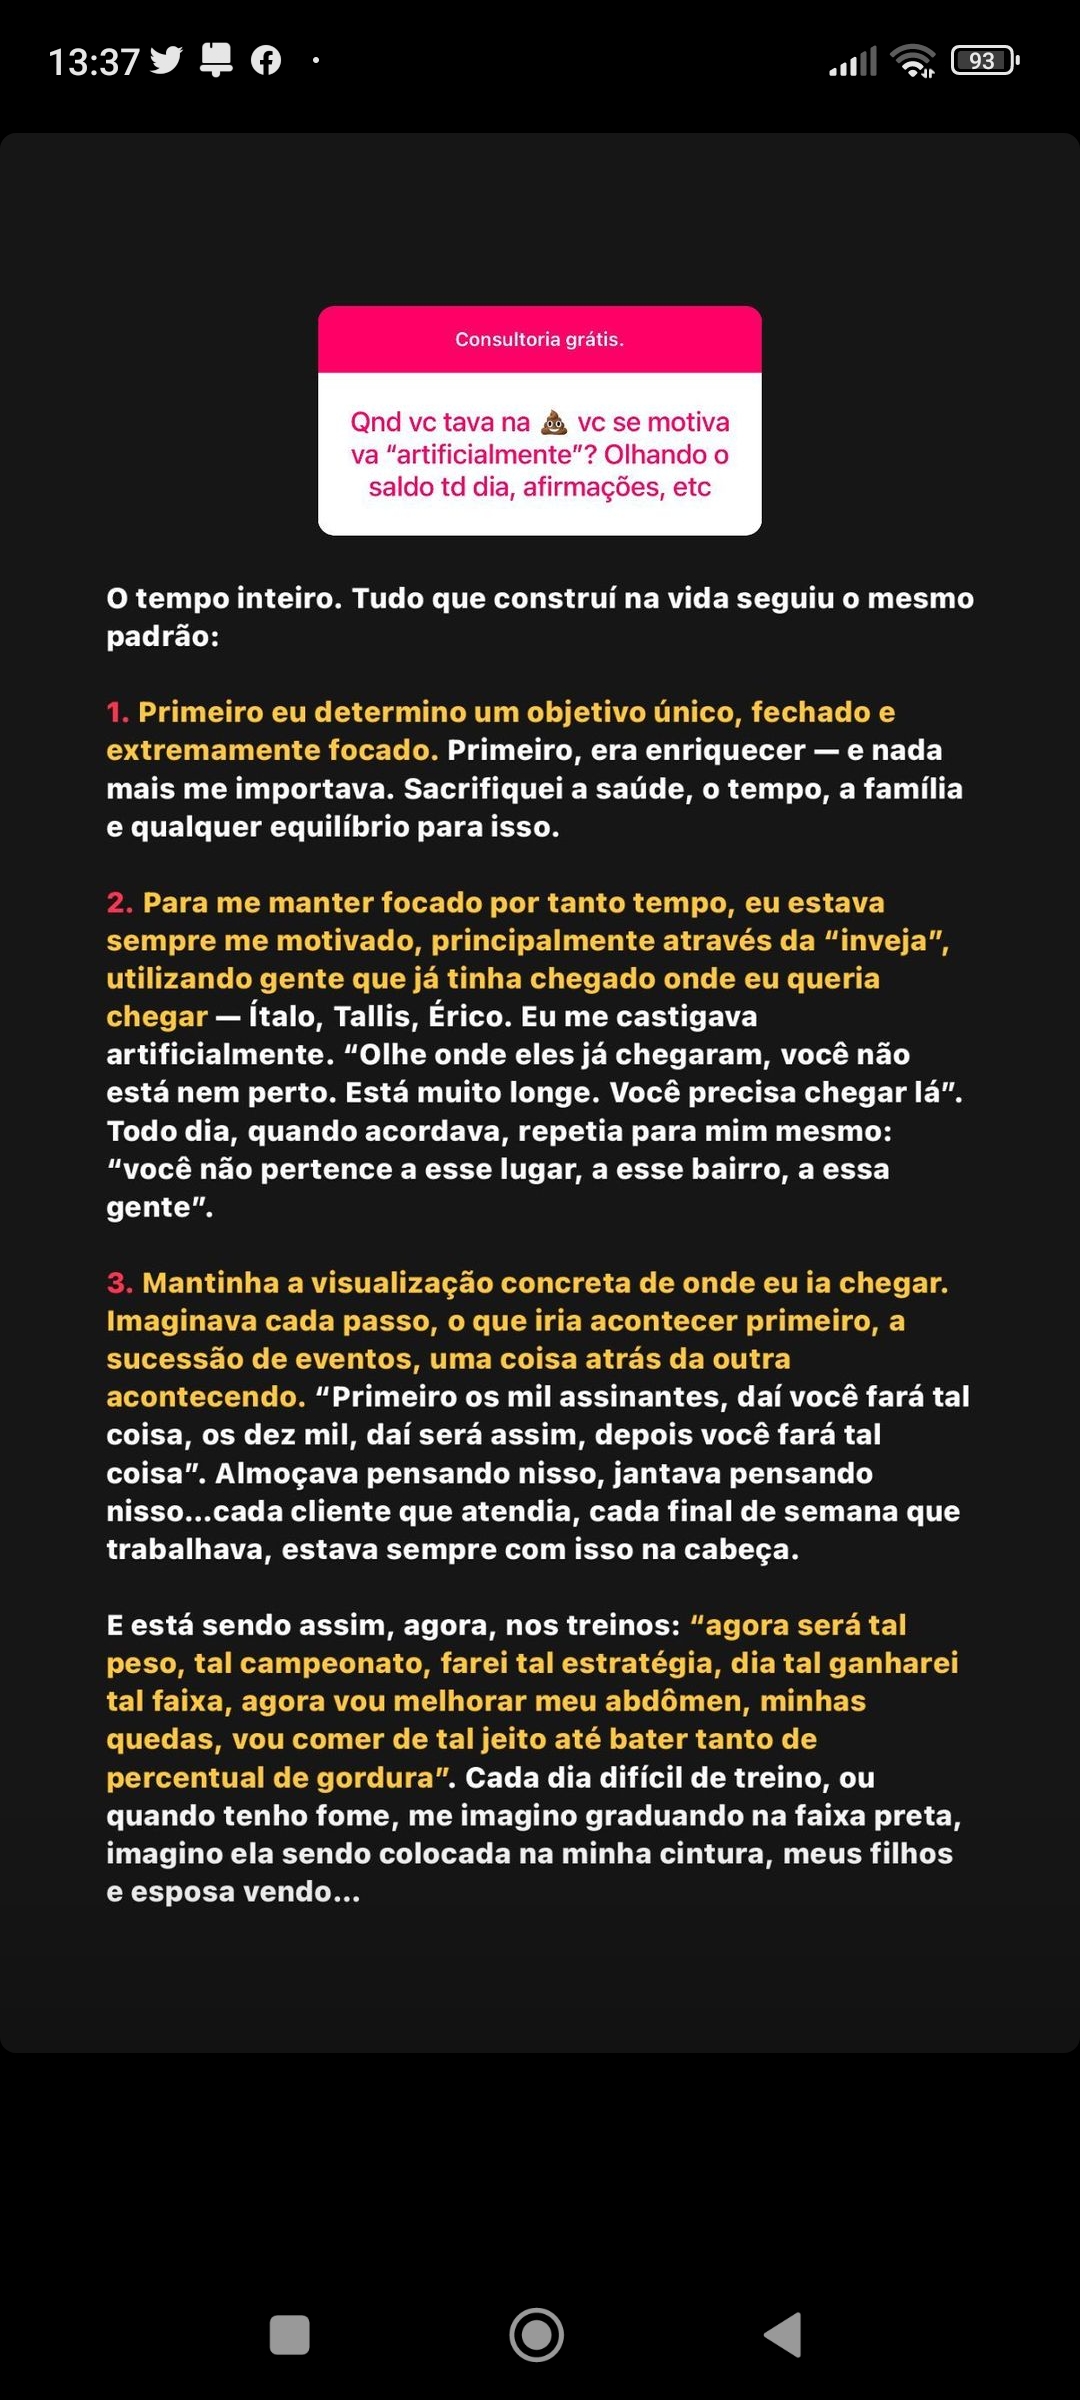 13:37
93
Consultoria grátis.
Qnd vc tava na 💩 vc se motiva
va “artificialmente”? Olhando o
saldo td dia, afirmações, etc
O tempo inteiro. Tudo que construí na vida seguiu o mesmo
padrão:
1. Primeiro eu determino um objetivo único, fechado e
extremamente focado. Primeiro, era enriquecer — e nada
mais me importava. Sacrifiquei a saúde, o tempo, a família
e qualquer equilíbrio para isso.
2. Para me manter focado por tanto tempo, eu estava
sempre me motivado, principalmente através da “inveja”,
utilizando gente que já tinha chegado onde eu queria
chegar — Ítalo, Tallis, Érico. Eu me castigava
artificialmente. “Olhe onde eles já chegaram, você não
está nem perto. Está muito longe. Você precisa chegar lá”.
Todo dia, quando acordava, repetia para mim mesmo:
“você não pertence a esse lugar, a esse bairro, a essa
gente”.
3. Mantinha a visualização concreta de onde eu ia chegar.
Imaginava cada passo, o que iria acontecer primeiro, a
sucessão de eventos, uma coisa atrás da outra
acontecendo. “Primeiro os mil assinantes, daí você fará tal
coisa, os dez mil, daí será assim, depois você fará tal
coisa”. Almoçava pensando nisso, jantava pensando
nisso...cada cliente que atendia, cada final de semana que
trabalhava, estava sempre com isso na cabeça.
E está sendo assim, agora, nos treinos: “agora será tal
peso, tal campeonato, farei tal estratégia, dia tal ganharei
tal faixa, agora vou melhorar meu abdômen, minhas
quedas, vou comer de tal jeito até bater tanto de
percentual de gordura”. Cada dia difícil de treino, ou
quando tenho fome, me imagino graduando na faixa preta,
imagino ela sendo colocada na minha cintura, meus filhos
e esposa vendo...